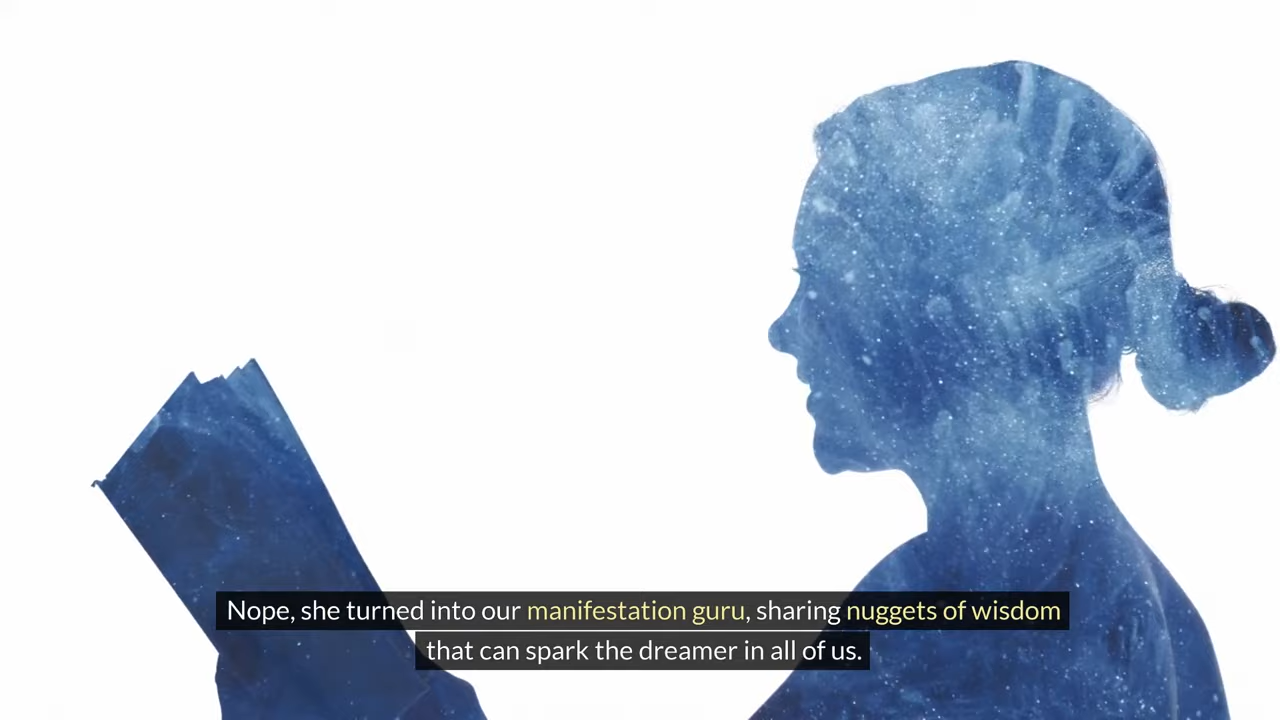 Nope, she turned into our manifestation guru, sharing nuggets of wisdom
that can spark the dreamer in all of us.